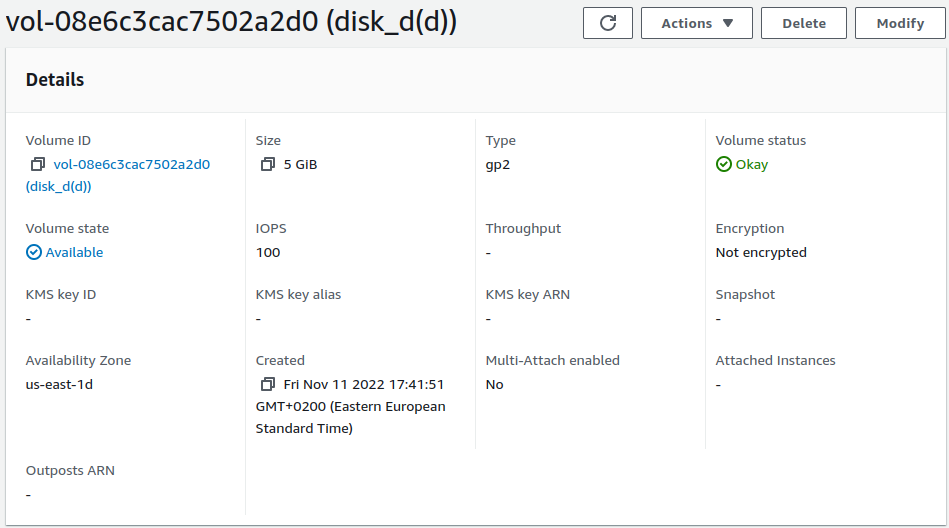 vol-08e6c3cac7502a2d0 (disk_d(d))
Actions
Delete
Modify
Details
Volume ID
vol-08e6c3cac7502a2d0
(disk_d(d))
Size
5 GiB
Type
gp2
Volume status
Okay
Volume state
Available
IOPS
100
Throughput
-
Encryption
Not encrypted
KMS key ID
-
KMS key alias
-
KMS key ARN
-
Snapshot
-
Availability Zone
us-east-1d
Created
Fri Nov 11 2022 17:41:51
GMT+0200 (Eastern European
Standard Time)
Multi-Attach enabled
No
Attached Instances
-
Outposts ARN
-